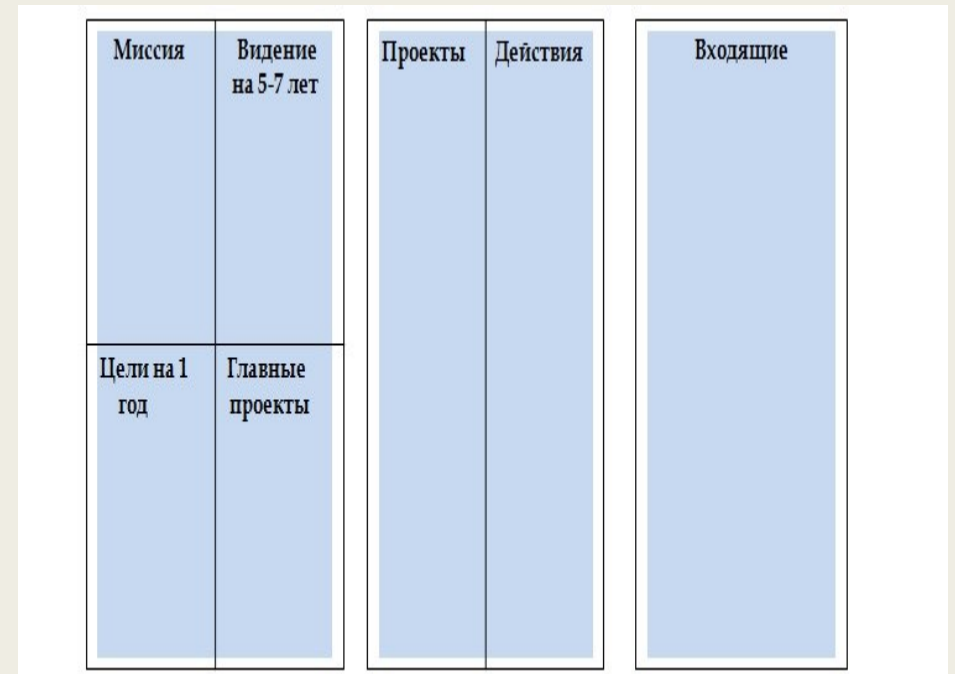 Миссия
Видение
на 5-7 лет
Цели на 1
год
Главные
проекты
Проекты
Действия
Входящие